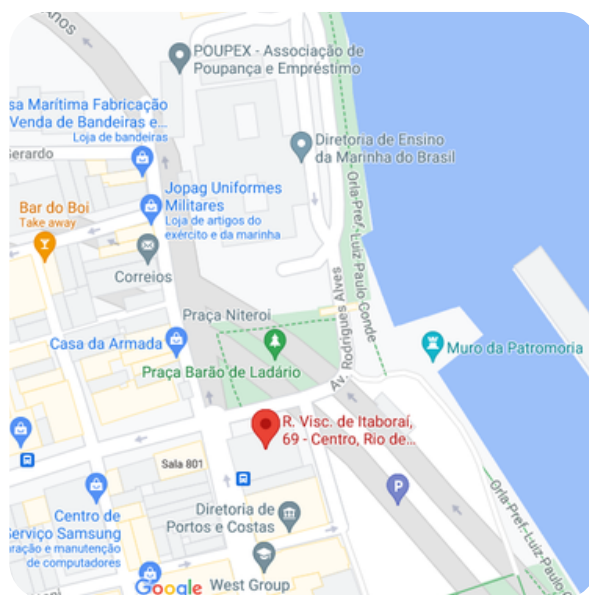 Anos
POUPEX - Associação de
Poupança e Empréstimo
sa Marítima Fabricação
Venda de Bandeiras e...
Loja de bandeiras
Gerardo
Diretoria de Ensino
da Marinha do Brasil
Jopag Uniformes
Militares
Loja de artigos do
exército e da marinha
Bar do Boi
Take away
Correios
Orla Pref. Luiz Paulo Conde
Av. Rodrigues Alves
Praça Niteroi
Casa da Armada
Praça Barão de Ladário
Muro da Patromoria
R. Visc. de Itaboraí,
69 - Centro, Rio de...
Sala 801
P
Centro de
Serviço Samsung
aração e manutenção
de computadores
Diretoria de
Portos e Costas
Orla Pref. Luiz Paulo
Google
West Group